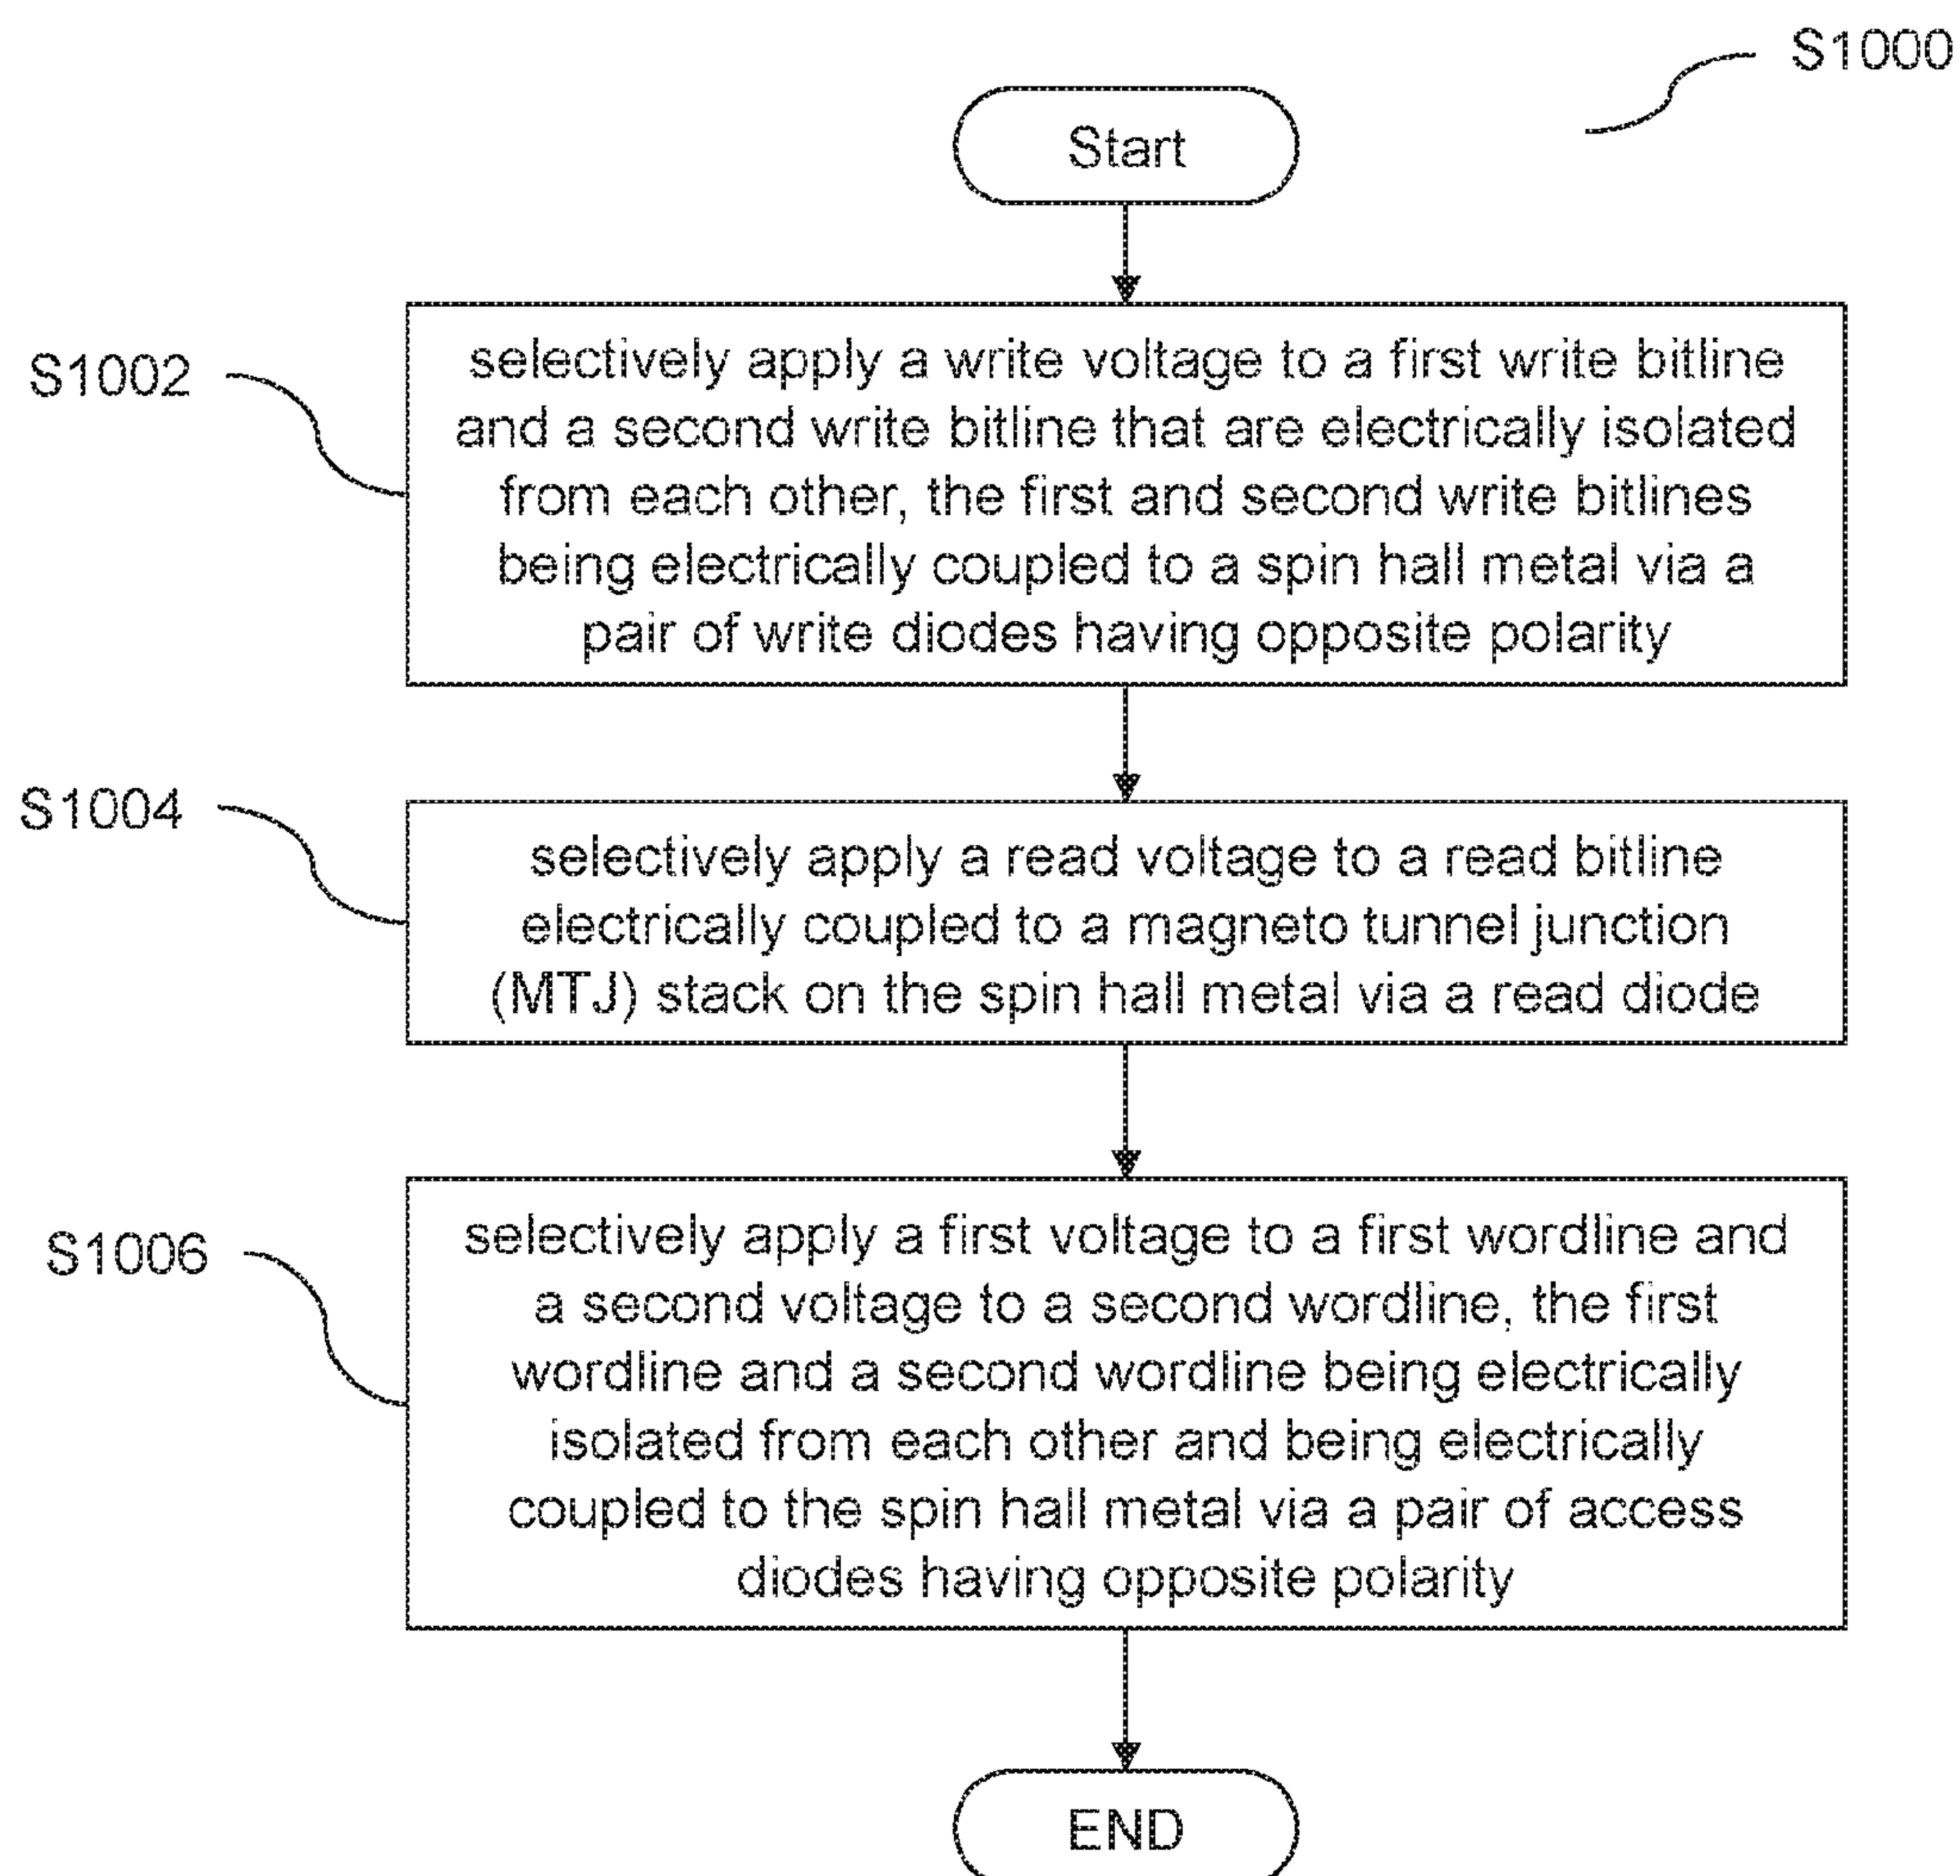 S1000
Start
S1002
selectively apply a write voltage to a first write bitline
and a second write bitline that are electrically isolated
from each other, the first and second write bitlines
being electrically coupled to a spin hall metal via a
pair of write diodes having opposite polarity
S1004
selectively apply a read voltage to a read bitline
electrically coupled to a magneto tunnel junction
(MTJ) stack on the spin hall metal via a read diode
S1006
selectively apply a first voltage to a first wordline and
a second voltage to a second wordline, the first
wordline and a second wordline being electrically
isolated from each other and being electrically
coupled to the spin hall metal via a pair of access
diodes having opposite polarity
END